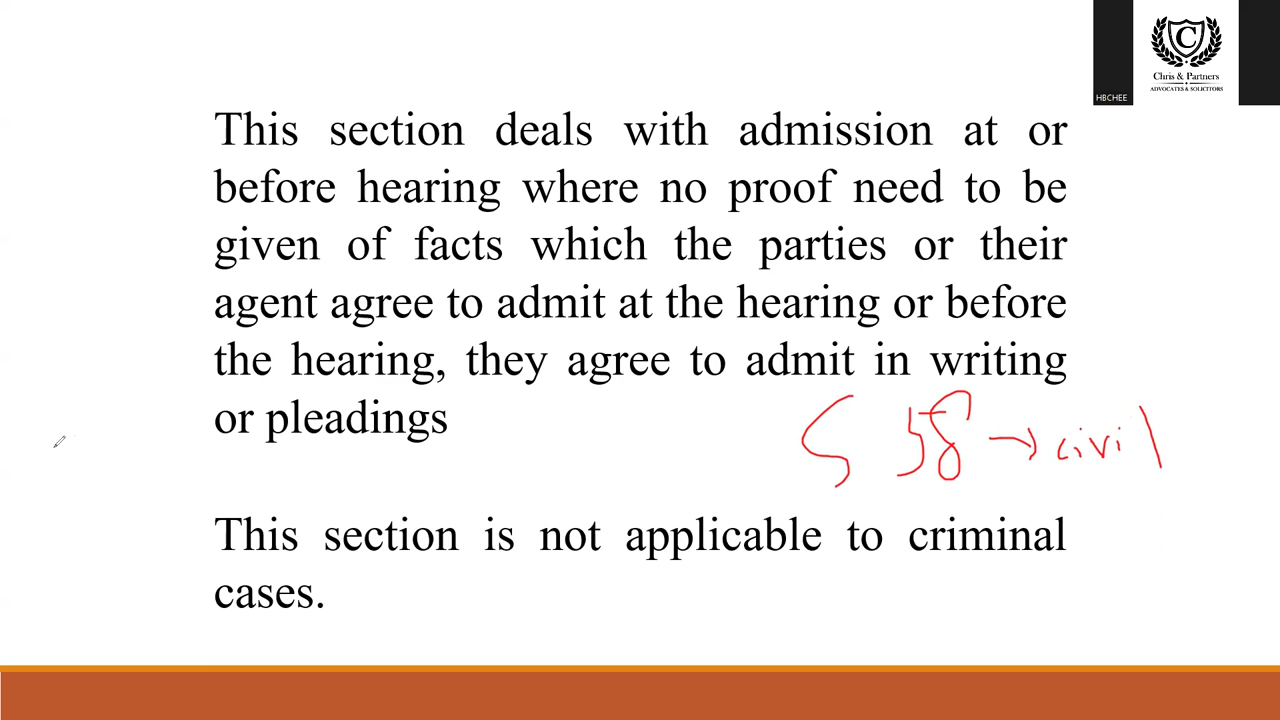 C
Chris & Partners
ADVOCATES & SOLICITORS
HBCHEE
This section deals with admission at or
before hearing where no proof need to be
given of facts which the parties or their
agent agree to admit at the hearing or before
the hearing, they agree to admit in writing
or pleadings
S 58 → civil
This section is not applicable to criminal
cases.